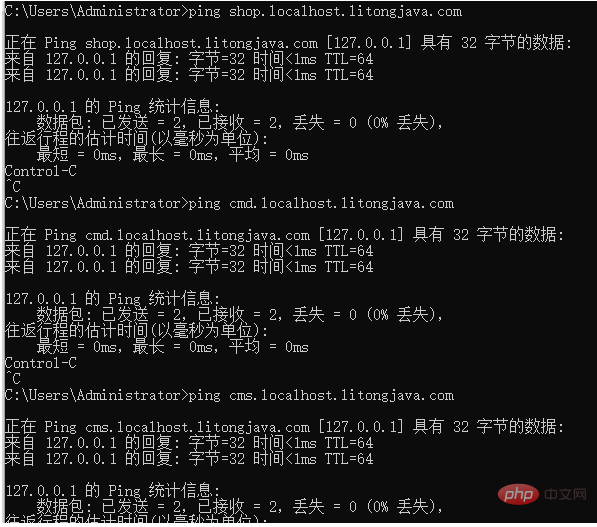 C:\Users\Administrator>ping shop.localhost.litongjava.com
正在 Ping shop.localhost.litongjava.com [127.0.0.1] 具有 32 字节的数据:
来自 127.0.0.1 的回复: 字节=32 时间<1ms TTL=64
来自 127.0.0.1 的回复: 字节=32 时间<1ms TTL=64
127.0.0.1 的 Ping 统计信息:
    数据包: 已发送 = 2，已接收 = 2，丢失 = 0 (0% 丢失)，
往返行程的估计时间(以毫秒为单位):
    最短 = 0ms，最长 = 0ms，平均 = 0ms
Control-C
^C
C:\Users\Administrator>ping cmd.localhost.litongjava.com
正在 Ping cmd.localhost.litongjava.com [127.0.0.1] 具有 32 字节的数据:
来自 127.0.0.1 的回复: 字节=32 时间<1ms TTL=64
来自 127.0.0.1 的回复: 字节=32 时间<1ms TTL=64
127.0.0.1 的 Ping 统计信息:
    数据包: 已发送 = 2，已接收 = 2，丢失 = 0 (0% 丢失)，
往返行程的估计时间(以毫秒为单位):
    最短 = 0ms，最长 = 0ms，平均 = 0ms
Control-C
^C
C:\Users\Administrator>ping cms.localhost.litongjava.com
正在 Ping cms.localhost.litongjava.com [127.0.0.1] 具有 32 字节的数据:
来自 127.0.0.1 的回复: 字节=32 时间<1ms TTL=64
来自 127.0.0.1 的回复: 字节=32 时间<1ms TTL=64
127.0.0.1 的 Ping 统计信息:
    数据包: 已发送 = 2，已接收 = 2，丢失 = 0 (0% 丢失)，
往返行程的估计时间(以毫秒为单位):
php 中文网